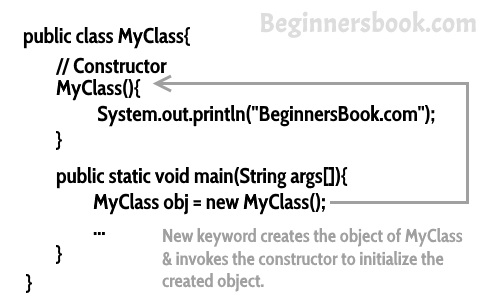 Beginnersbook.com
public class MyClass{
// Constructor
MyClass(){
System.out.println("BeginnersBook.com");
}
public static void main(String args[]){
MyClass obj = new MyClass();
...
New keyword creates the object of MyClass
& invokes the constructor to initialize the
created object.
}
}